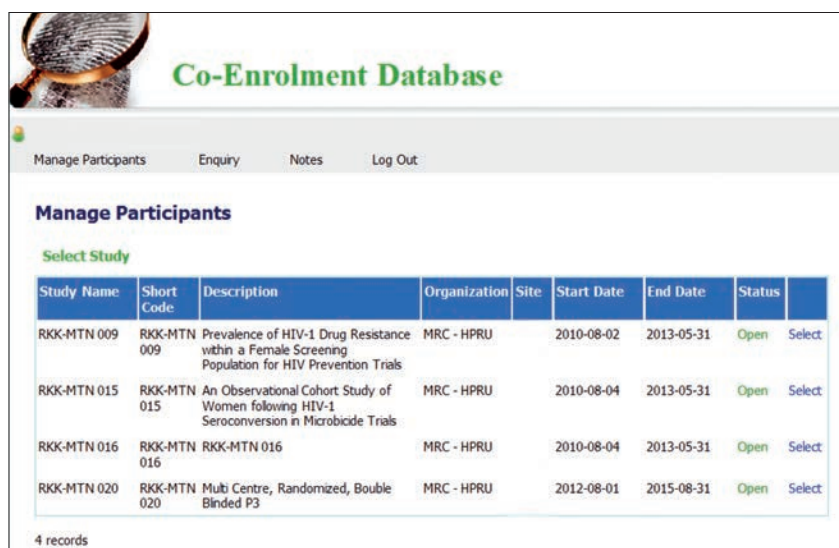 Co-Enrolment Database
Manage Participants Enquiry Notes Log Out
Manage Participants
Select Study
Study Name Short Code Description Organization Site Start Date End Date Status
RKK-MTN 009 RKK-MTN 009 Prevalence of HIV-1 Drug Resistance within a Female Screening Population for HIV Prevention Trials MRC - HPRU 2010-08-02 2013-05-31 Open Select
RKK-MTN 015 RKK-MTN 015 An Observational Cohort Study of Women following HIV-1 Seroconversion in Microbicide Trials MRC - HPRU 2010-08-04 2013-05-31 Open Select
RKK-MTN 016 RKK-MTN 016 RKK-MTN 016 MRC - HPRU 2010-08-04 2013-05-31 Open Select
RKK-MTN 020 RKK-MTN 020 Multi Centre, Randomized, Bouble Blinded P3 MRC - HPRU 2012-08-01 2015-08-31 Open Select
4 records